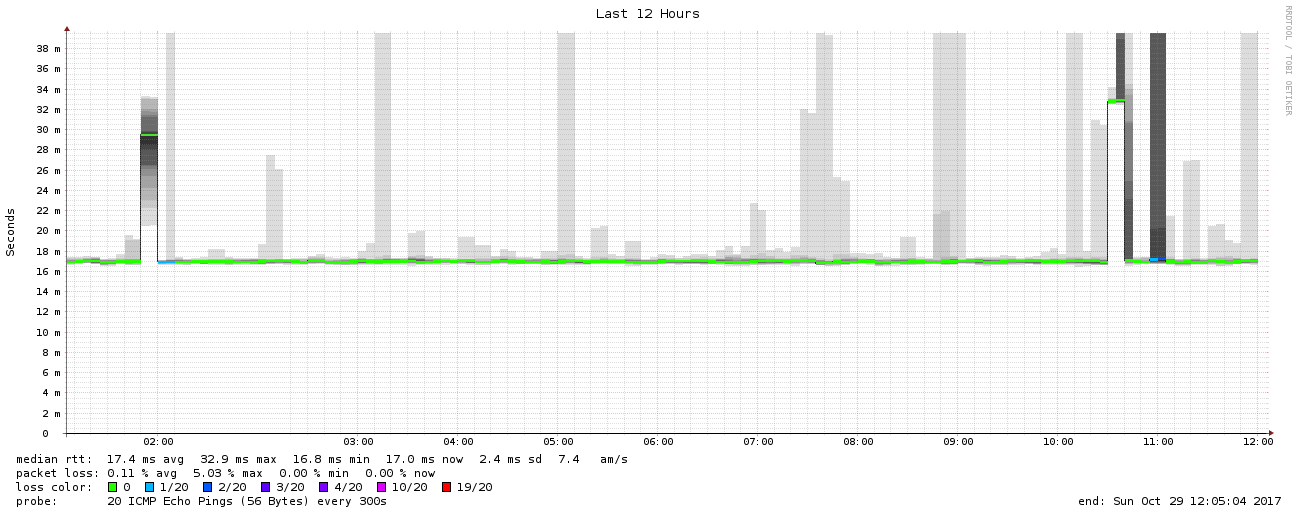 Last 12 Hours
RRDTOOL / TOBI OETIKER
Seconds
38 m
36 m
34 m
32 m
30 m
28 m
26 m
24 m
22 m
20 m
18 m
16 m
14 m
12 m
10 m
8 m
6 m
4 m
2 m
0
02:00 03:00 04:00 05:00 06:00 07:00 08:00 09:00 10:00 11:00 12:00
median rtt: 17.4 ms avg 32.9 ms max 16.8 ms min 17.0 ms now 2.4 ms sd 7.4 am/s
packet loss: 0.11 % avg 5.03 % max 0.00 % min 0.00 % now
loss color: 0 1/20 2/20 3/20 4/20 10/20 19/20
probe: 20 ICMP Echo Pings (56 Bytes) every 300s end: Sun Oct 29 12:05:04 2017